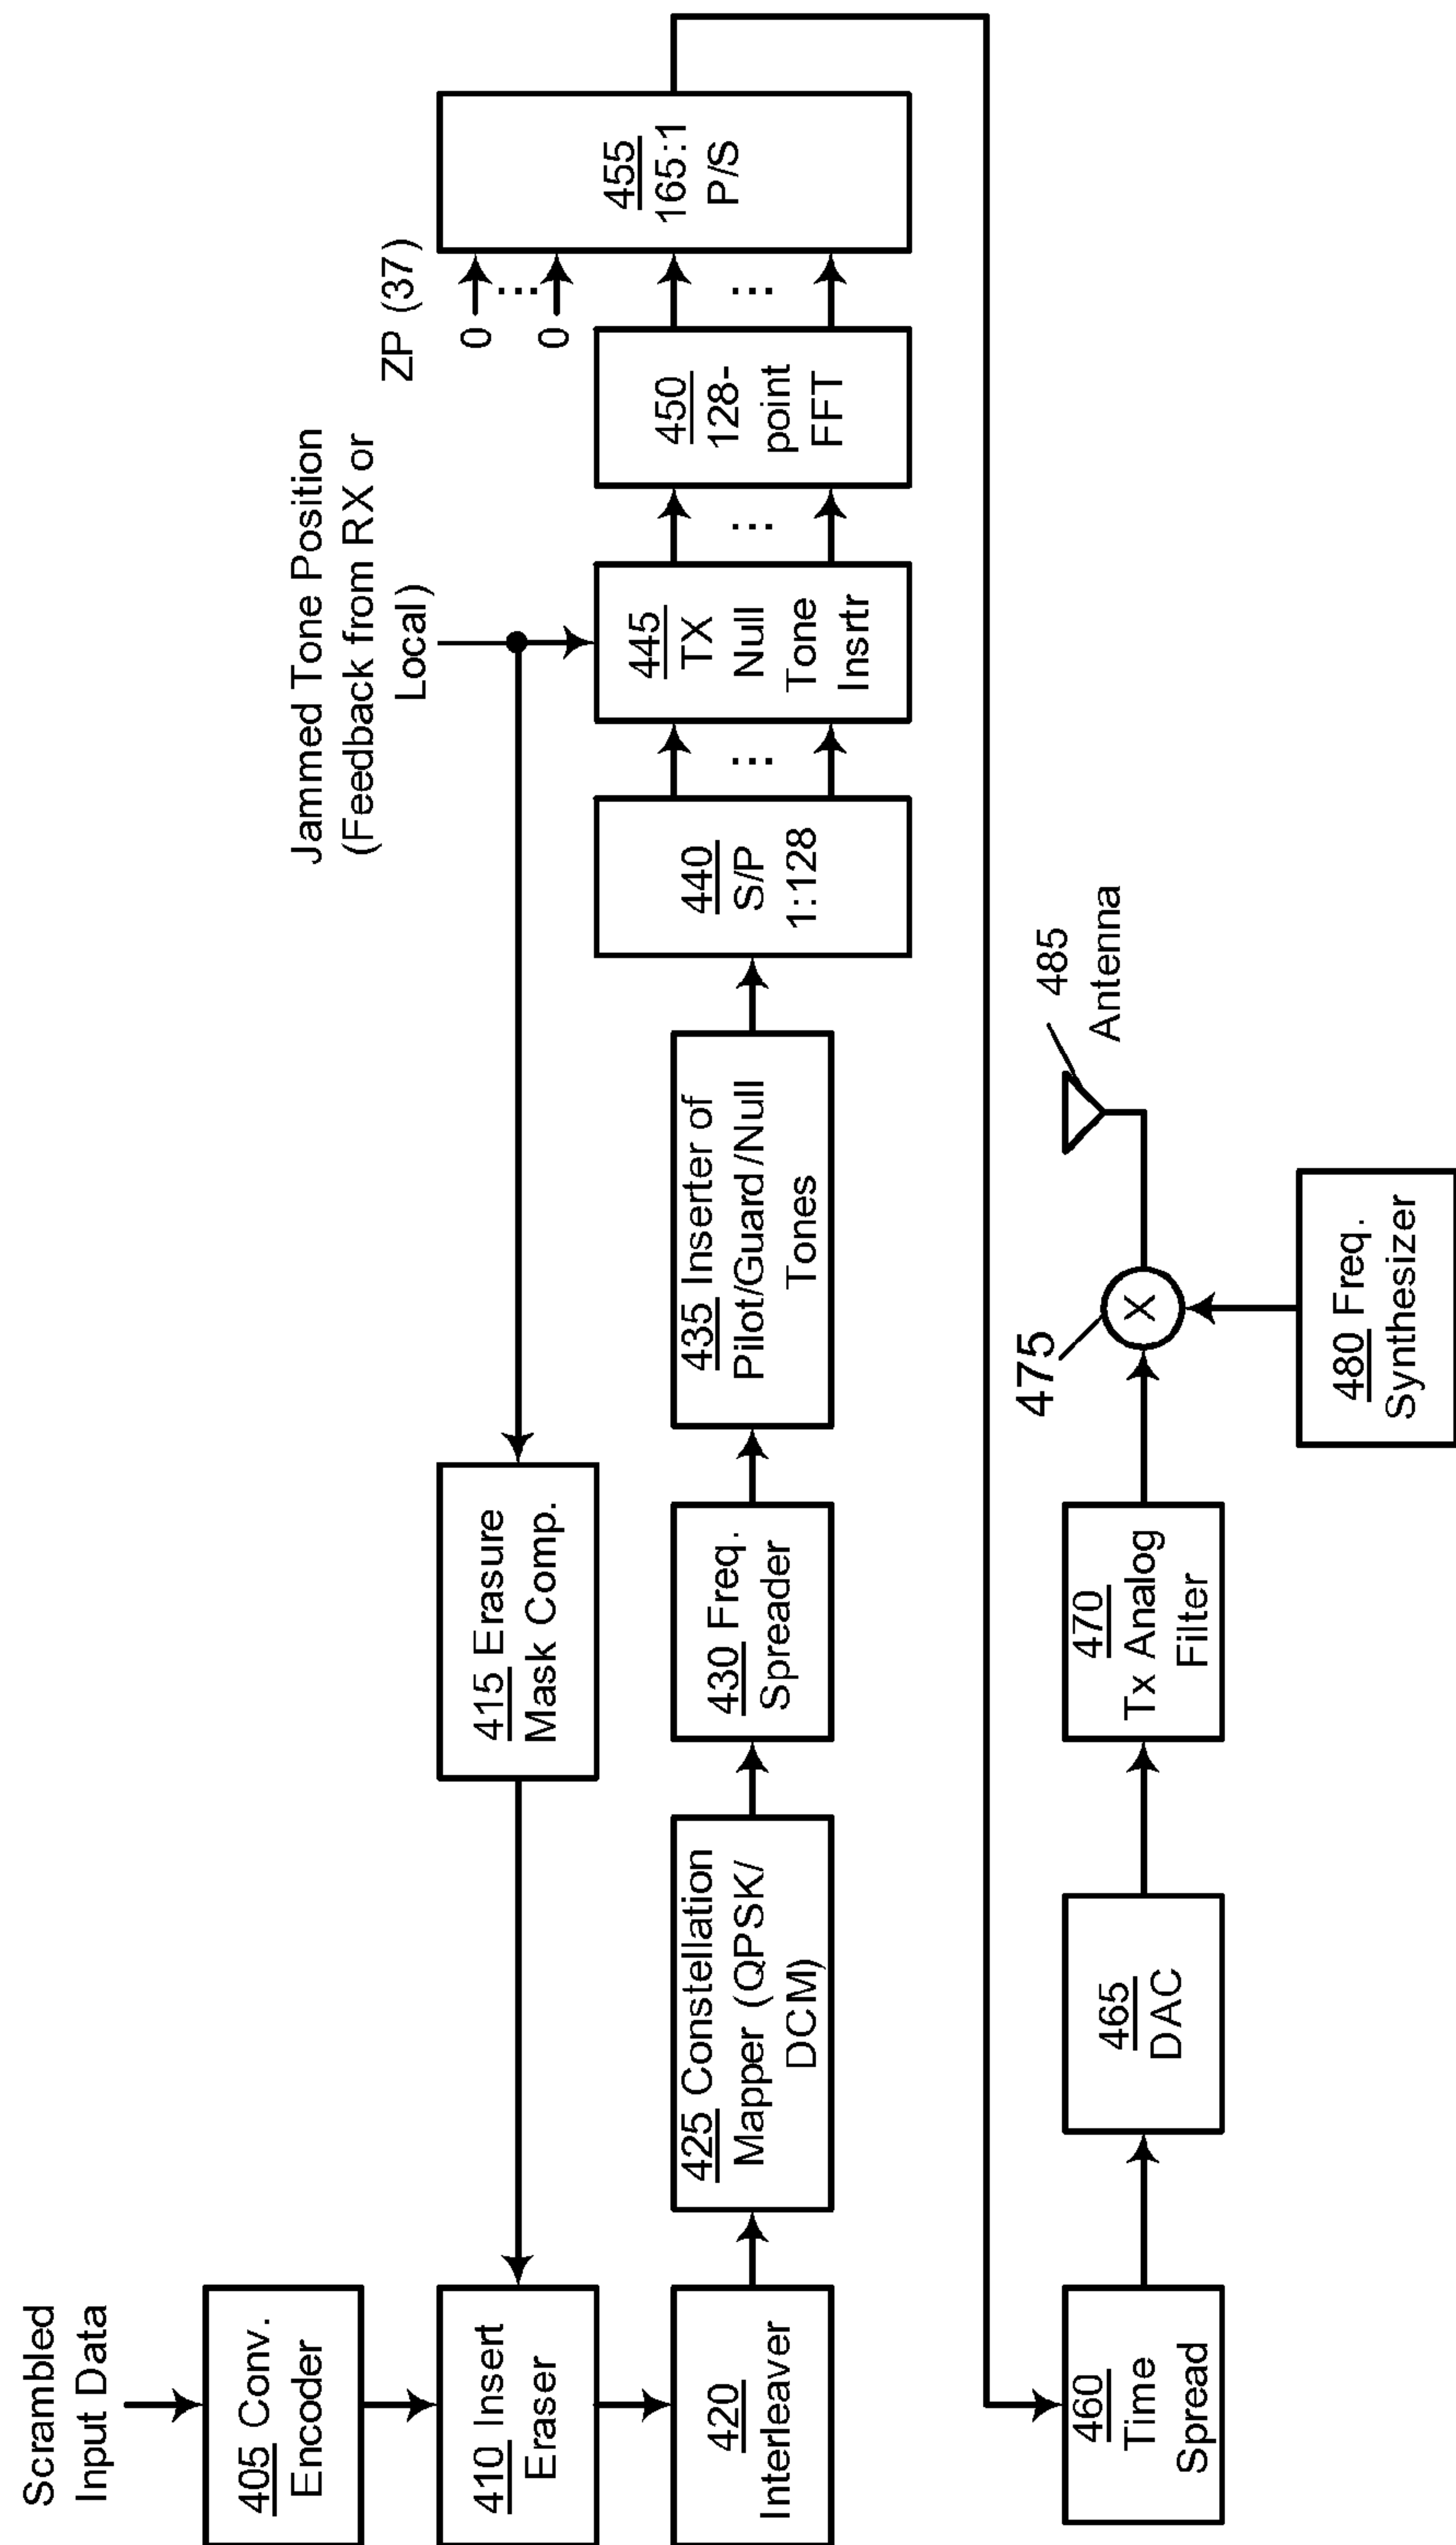 Scrambled
Input Data
405 Conv.
Encoder
410 Insert
Eraser
415 Erasure
Mask Comp.
Jammed Tone Position
(Feedback from RX or
Local)
420
Interleaver
425 Constellation
Mapper (QPSK/
DCM)
430 Freq.
Spreader
435 Inserter of
Pilot/Guard/Null
Tones
440
S/P
1:128
...
445
TX
Null
Tone
Insrtr
...
450
128-
point
FFT
...
ZP (37)
0
...
0
455
165:1
P/S
460
Time
Spread
465
DAC
470
Tx Analog
Filter
475
X
480 Freq.
Synthesizer
485
Antenna